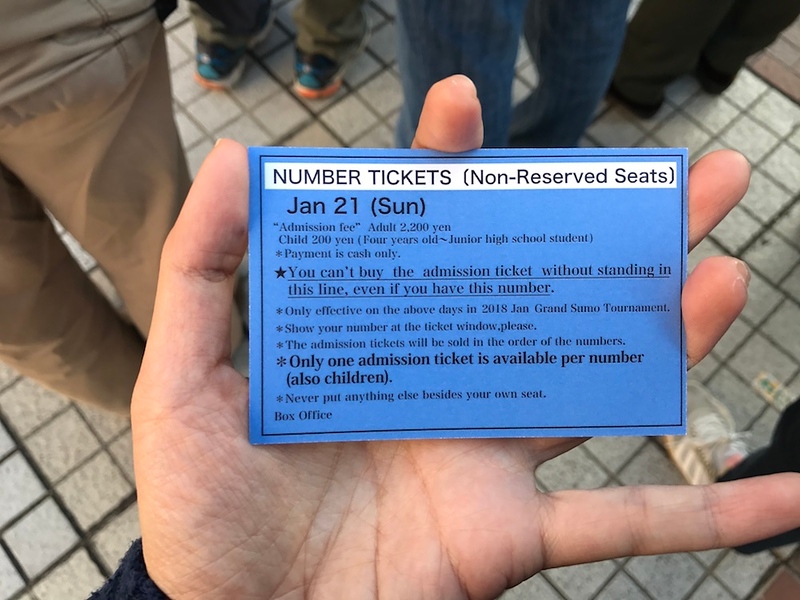 NUMBER TICKETS (Non-Reserved Seats)
Jan 21 (Sun)
“Admission fee” Adult 2,200 yen
Child 200 yen (Four years old~Junior high school student)
*Payment is cash only.
★You can't buy the admission ticket without standing in
this line, even if you have this number.
*Only effective on the above days in 2018 Jan Grand Sumo Tournament.
*Show your number at the ticket window,please.
*The admission tickets will be sold in the order of the numbers.
*Only one admission ticket is available per number
(also children).
*Never put anything else besides your own seat.
Box Office